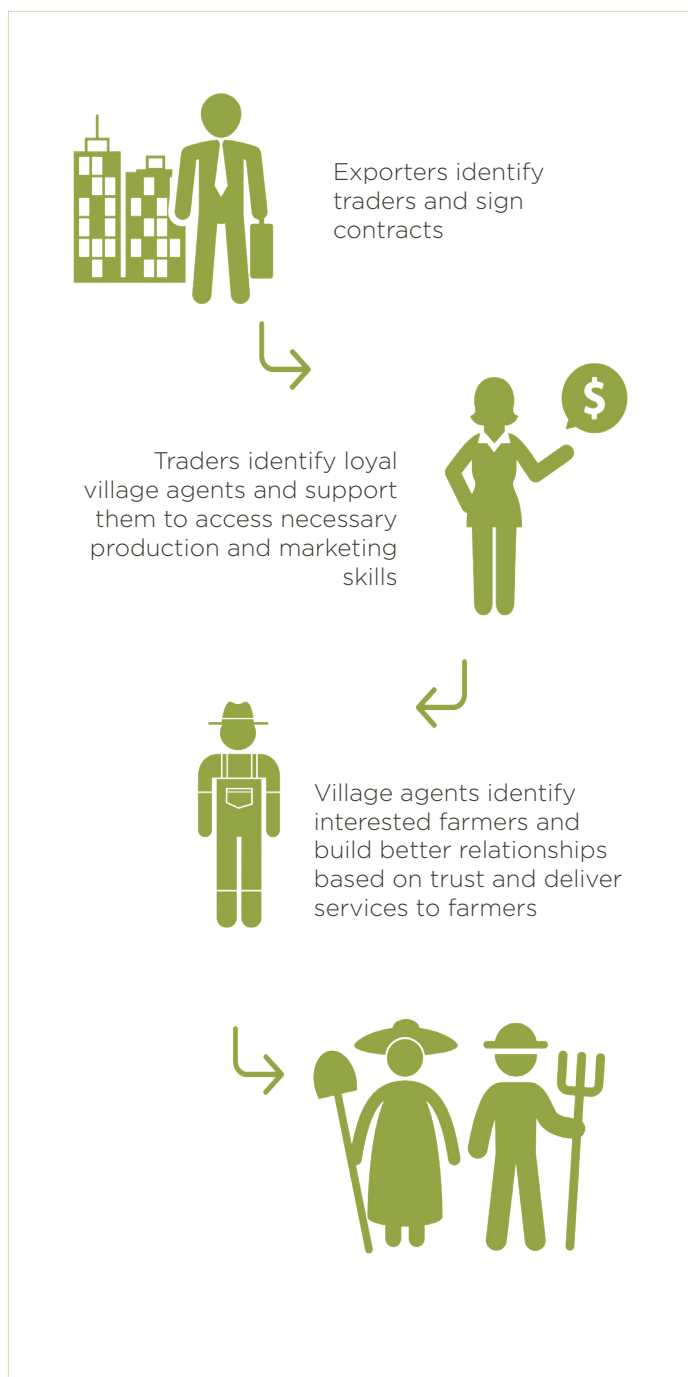 Exporters identify
traders and sign
contracts
$
Traders identify loyal
village agents and support
them to access necessary
production and marketing
skills
Village agents identify
interested farmers and
build better relationships
based on trust and deliver
services to farmers